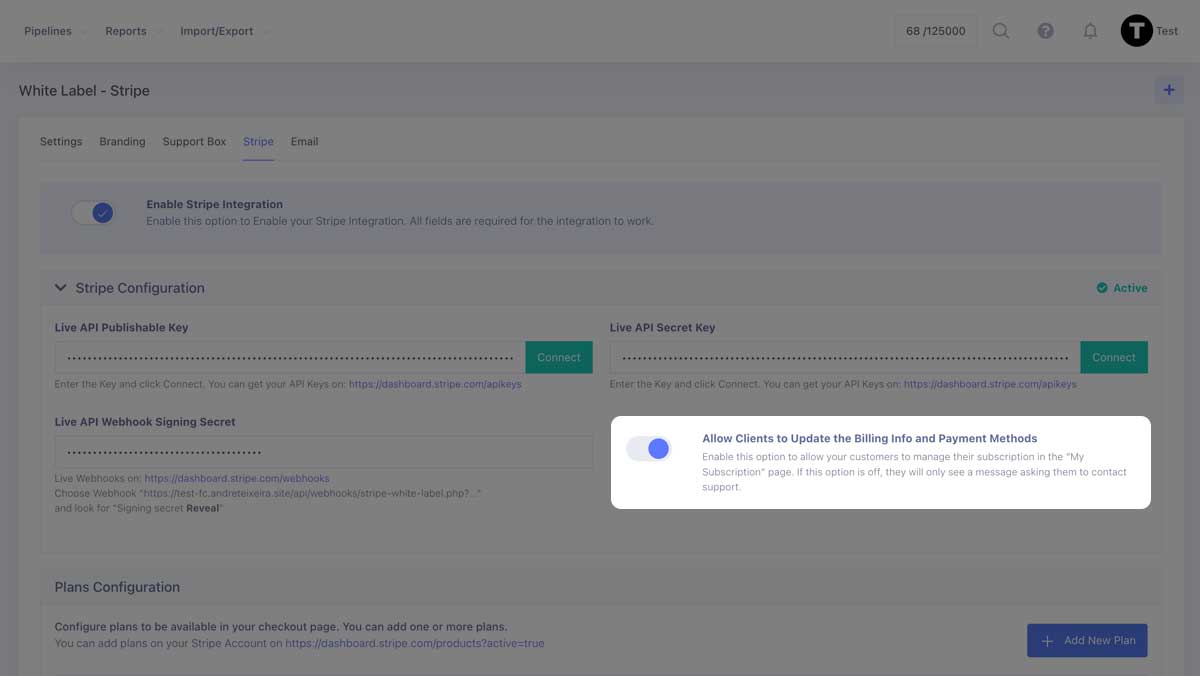 Pipelines Reports Import/Export 68 /125000 ? T Test
White Label - Stripe +
Settings Branding Support Box Stripe Email
Enable Stripe Integration
Enable this option to Enable your Stripe Integration. All fields are required for the integration to work.
Stripe Configuration Active
Live API Publishable Key
Connect
Enter the Key and click Connect. You can get your API Keys on: https://dashboard.stripe.com/apikeys
Live API Secret Key
Connect
Enter the Key and click Connect. You can get your API Keys on: https://dashboard.stripe.com/apikeys
Live API Webhook Signing Secret
Live Webhooks on: https://dashboard.stripe.com/webhooks
Choose Webhook "https://test-fc.andreteixeira.site/api/webhooks/stripe-white-label.php?..."
and look for "Signing secret Reveal"
Allow Clients to Update the Billing Info and Payment Methods
Enable this option to allow your customers to manage their subscription in the "My
Subscription" page. If this option is off, they will only see a message asking them to contact
support.
Plans Configuration
Configure plans to be available in your checkout page. You can add one or more plans.
You can add plans on your Stripe Account on https://dashboard.stripe.com/products?active=true
+ Add New Plan